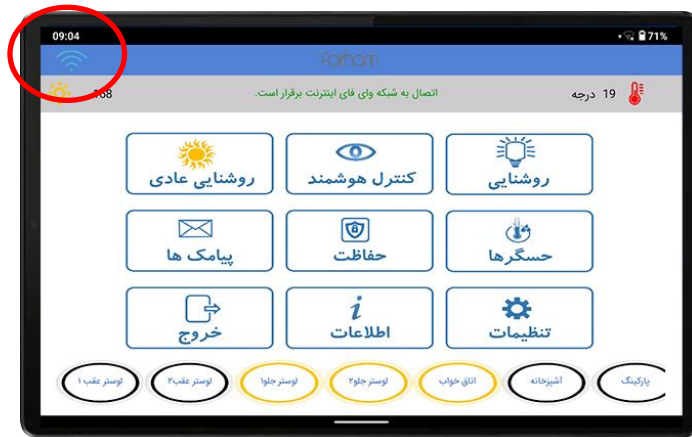 09:04
71%
Farham
168
اتصال به شبکه وای فای اینترنت برقرار است.
19 درجه
روشنایی
کنترل هوشمند
روشنایی عادی
حسگرها
حفاظت
پیامک ها
تنظیمات
اطلاعات
خروج
پارکینگ
آشپزخانه
اتاق خواب
لوستر جلو۲
لوستر جلو۱
لوستر عقب۲
لوستر عقب ۱